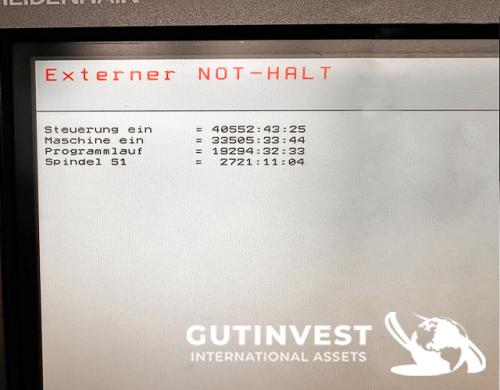 HEIDENHAIN
Externer NOT-HALT
Steuerung ein = 40552:43:25
Maschine ein = 33505:33:44
Programmlauf = 19294:32:33
Spindel S1 = 2721:11:04
GUTINVEST
INTERNATIONAL ASSETS